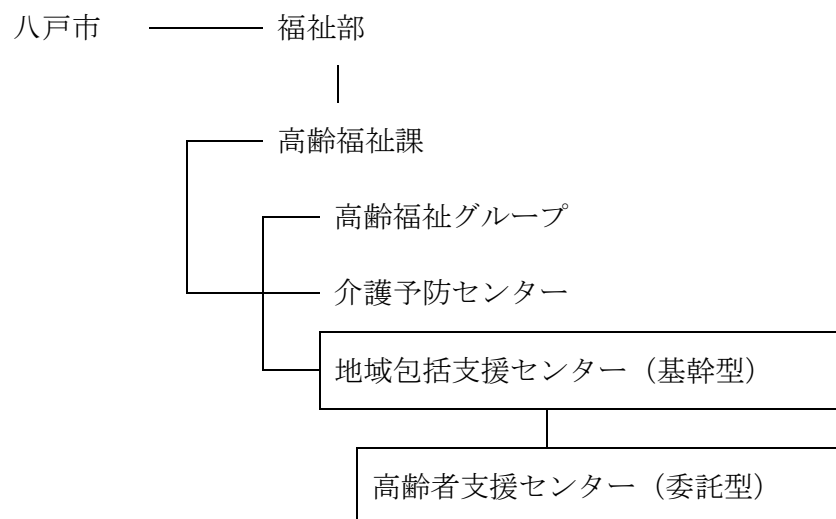 八戸市 福祉部
高齢福祉課
高齢福祉グループ
介護予防センター
地域包括支援センター（基幹型）
高齢者支援センター（委託型）